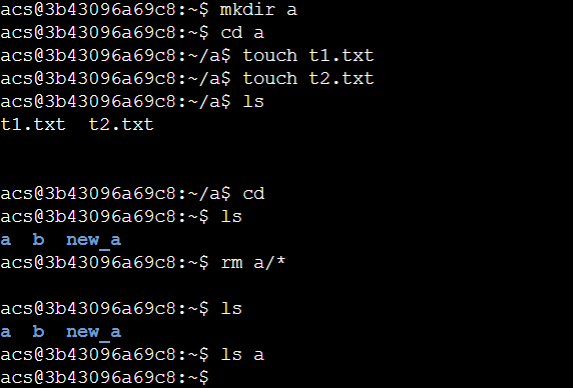 acs@3b43096a69c8:~$ mkdir a
acs@3b43096a69c8:~$ cd a
acs@3b43096a69c8:~/a$ touch t1.txt
acs@3b43096a69c8:~/a$ touch t2.txt
acs@3b43096a69c8:~/a$ ls
t1.txt  t2.txt
acs@3b43096a69c8:~/a$ cd
acs@3b43096a69c8:~$ ls
a  b  new_a
acs@3b43096a69c8:~$ rm a/*
acs@3b43096a69c8:~$ ls
a  b  new_a
acs@3b43096a69c8:~$ ls a
acs@3b43096a69c8:~$